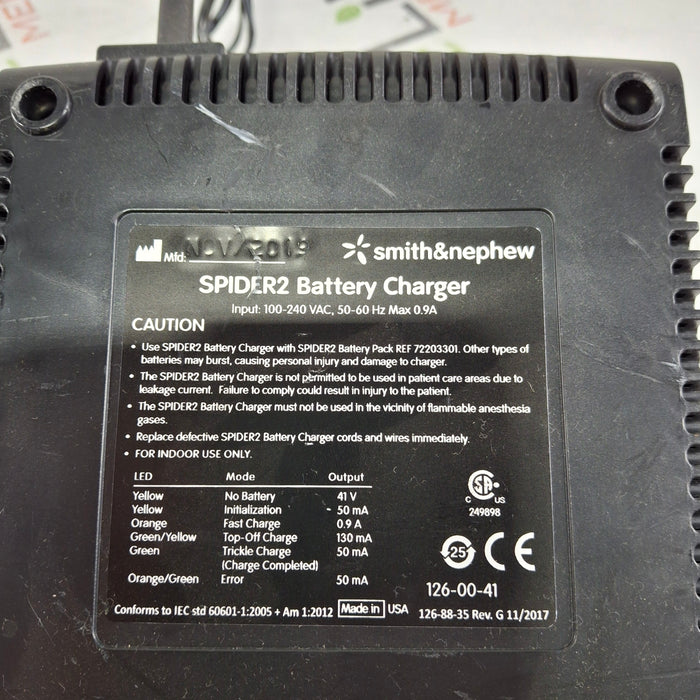 Mfd: NOV/2019
smith&nephew
SPIDER2 Battery Charger
Input: 100-240 VAC, 50-60 Hz Max 0.9A
CAUTION
• Use SPIDER2 Battery Charger with SPIDER2 Battery Pack REF 72203301. Other types of
batteries may burst, causing personal injury and damage to charger.
• The SPIDER2 Battery Charger is not permitted to be used in patient care areas due to
leakage current. Failure to comply could result in injury to the patient.
• The SPIDER2 Battery Charger must not be used in the vicinity of flammable anesthesia
gases.
• Replace defective SPIDER2 Battery Charger cords and wires immediately.
• FOR INDOOR USE ONLY.
LED Mode Output
Yellow No Battery 41 V
Yellow Initialization 50 mA
Orange Fast Charge 0.9 A
Green/Yellow Top-Off Charge 130 mA
Green Trickle Charge 50 mA
(Charge Completed)
Orange/Green Error 50 mA
C SA US
249898
25 CE
126-00-41
Conforms to IEC std 60601-1:2005 + Am 1:2012 Made in USA 126-88-35 Rev. G 11/2017